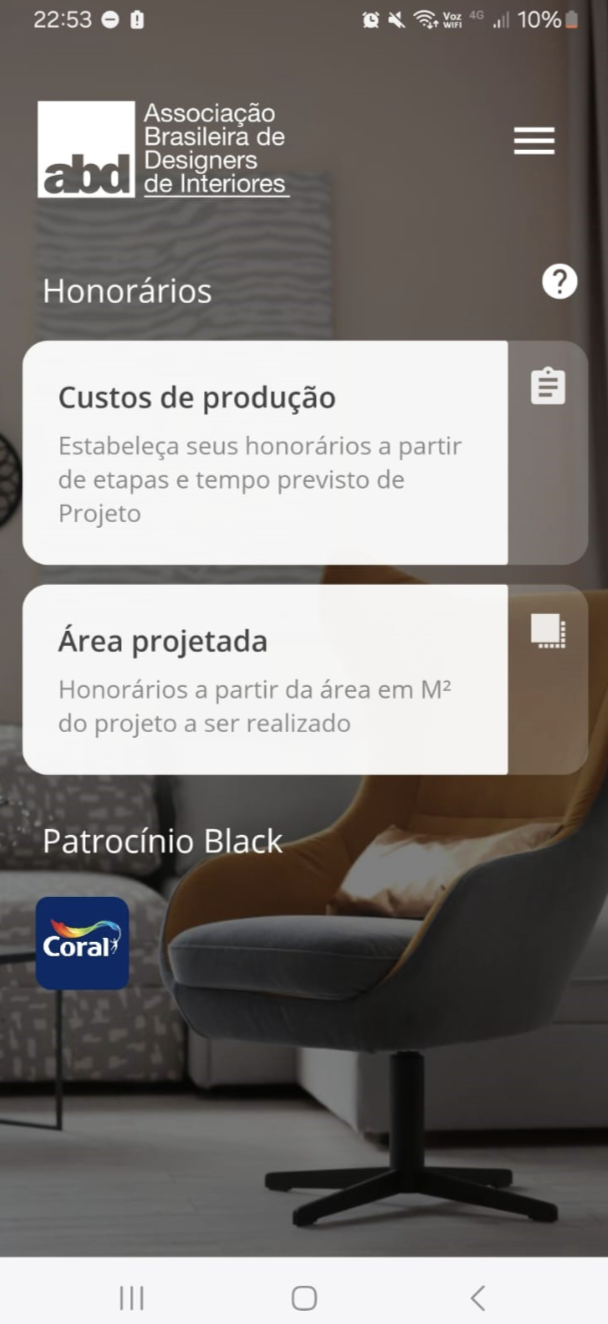 22:53
Voz
WIFI
4G
10%
abd
Associação
Brasileira de
Designers
de Interiores
Honorários
?
Custos de produção
Estabeleça seus honorários a partir
de etapas e tempo previsto de
Projeto
Área projetada
Honorários a partir da área em M²
do projeto a ser realizado
Patrocínio Black
Coral